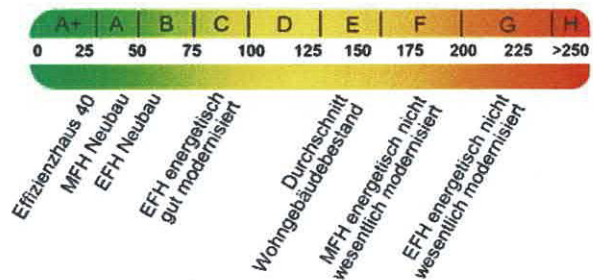 A+ A B C D E F G H
0 25 50 75 100 125 150 175 200 225 >250
Effizienzhaus 40
MFH Neubau
EFH Neubau
EFH energetisch
gut modernisiert
Durchschnitt
Wohngebäudebestand
MFH energetisch nicht
wesentlich modernisiert
EFH energetisch nicht
wesentlich modernisiert